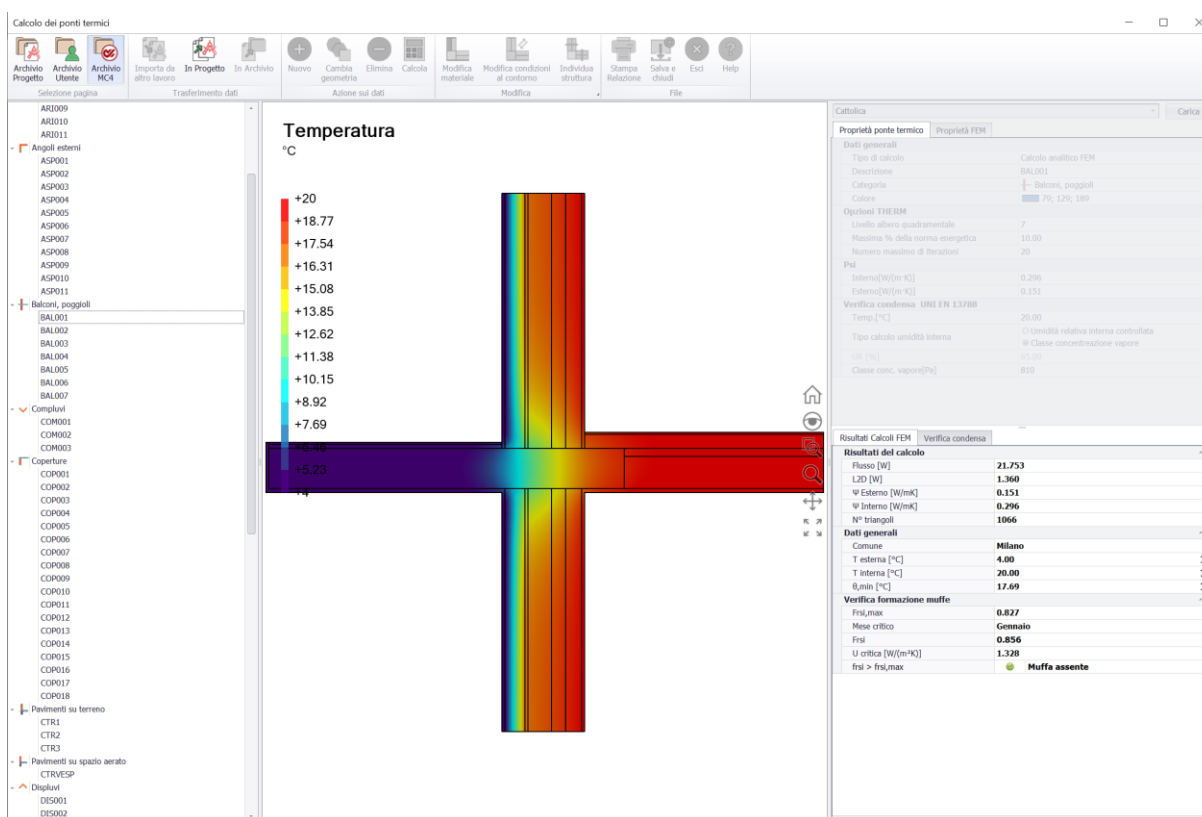 Calcolo dei ponti termici
Archivio Progetto
Archivio Utente
Archivio MC4
Importa da altro lavoro
In Progetto
In Archivio
Nuovo
Cambia geometria
Elimina
Calcola
Modifica materiale
Modifica condizioni al contorno
Individua struttura
Stampa Relazione
Salva e chiudi
Esci
Help
Selezione pagina
Trasferimento dati
Azione sui dati
Modifica
File
ARI009
ARI010
ARI011
Angoli esterni
ASP001
ASP002
ASP003
ASP004
ASP005
ASP006
ASP007
ASP008
ASP009
ASP010
ASP011
Balconi, poggioli
BAL001
BAL002
BAL003
BAL004
BAL005
BAL006
BAL007
Compluvi
COM001
COM002
COM003
Coperture
COP001
COP002
COP003
COP004
COP005
COP006
COP007
COP008
COP009
COP010
COP011
COP012
COP013
COP014
COP015
COP016
COP017
COP018
Pavimenti su terreno
CTR1
CTR2
CTR3
Pavimenti su spazio aerato
CTRVESP
Displuvi
DIS001
DIS002
Temperatura
°C
+20
+18.77
+17.54
+16.31
+15.08
+13.85
+12.62
+11.38
+10.15
+8.92
+7.69
+6.46
+5.23
+4
Cattolica
Carica
Proprietà ponte termico
Proprietà FEM
Dati generali
Tipo di calcolo Calcolo analitico FEM
Descrizione BAL001
Categoria Balconi, poggioli
Colore 79; 129; 189
Opzioni THERM
Livello albero quadramentale 7
Massima % della norma energetica 10.00
Numero massimo di iterazioni 20
Psi
Interno[W/(m·K)] 0.296
Esterno[W/(m·K)] 0.151
Verifica condensa UNI EN 13788
Temp.[°C] 20.00
Tipo calcolo umidità interna
Umidità relativa interna controllata
Classe concentreazione vapore
UR [%] 65.00
Classe conc. vapore[Pa] 810
Risultati Calcoli FEM
Verifica condensa
Risultati del calcolo
Flusso [W] 21.753
L2D [W] 1.360
Ψ Esterno [W/mK] 0.151
Ψ Interno [W/mK] 0.296
N° triangoli 1066
Dati generali
Comune Milano
T esterna [°C] 4.00
T interna [°C] 20.00
θ,min [°C] 17.69
Verifica formazione muffe
Frsi,max 0.827
Mese critico Gennaio
Frsi 0.856
U critica [W/(m²K)] 1.328
frsi > frsi,max Muffa assente